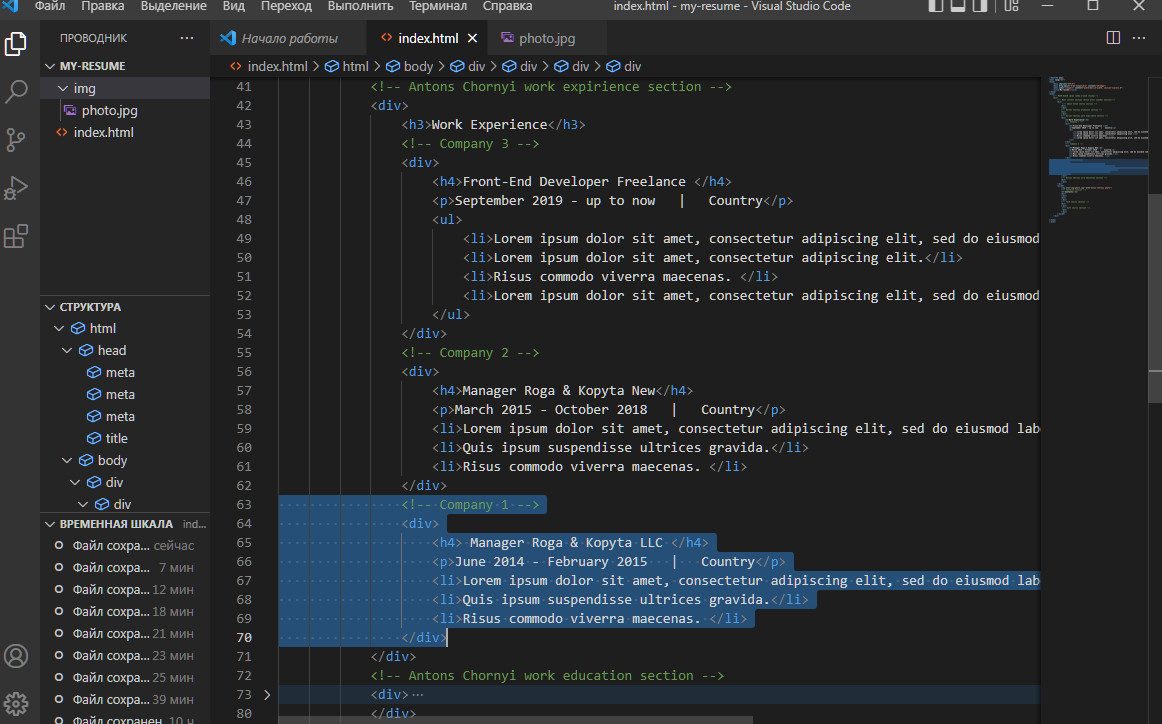 Файл Правка Выделение Вид Переход Выполнить Терминал Справка index.html - my-resume - Visual Studio Code
ПРОВОДНИК
MY-RESUME
img
photo.jpg
index.html
СТРУКТУРА
html
head
meta
meta
meta
title
body
div
div
ВРЕМЕННАЯ ШКАЛА ind...
Файл сохра... сейчас
Файл сохра... 7 мин
Файл сохра... 12 мин
Файл сохра... 18 мин
Файл сохра... 21 мин
Файл сохра... 23 мин
Файл сохра... 25 мин
Файл сохра... 39 мин
Файл сохранен 10 ч
Начало работы index.html photo.jpg
index.html > html > body > div > div > div > div
41 <!-- Antons Chornyi work expirience section -->
42 <div>
43 <h3>Work Experience</h3>
44 <!-- Company 3 -->
45 <div>
46 <h4>Front-End Developer Freelance </h4>
47 <p>September 2019 - up to now | Country</p>
48 <ul>
49 <li>Lorem ipsum dolor sit amet, consectetur adipiscing elit, sed do eiusmod
50 <li>Lorem ipsum dolor sit amet, consectetur adipiscing elit.</li>
51 <li>Risus commodo viverra maecenas. </li>
52 <li>Lorem ipsum dolor sit amet, consectetur adipiscing elit, sed do eiusmod
53 </ul>
54 </div>
55 <!-- Company 2 -->
56 <div>
57 <h4>Manager Roga & Kopyta New</h4>
58 <p>March 2015 - October 2018 | Country</p>
59 <li>Lorem ipsum dolor sit amet, consectetur adipiscing elit, sed do eiusmod lab
60 <li>Quis ipsum suspendisse ultrices gravida.</li>
61 <li>Risus commodo viverra maecenas. </li>
62 </div>
63 <!-- Company 1 -->
64 <div>
65 <h4> Manager Roga & Kopyta LLC </h4>
66 <p>June 2014 - February 2015 | Country</p>
67 <li>Lorem ipsum dolor sit amet, consectetur adipiscing elit, sed do eiusmod lab
68 <li>Quis ipsum suspendisse ultrices gravida.</li>
69 <li>Risus commodo viverra maecenas. </li>
70 </div>
71 </div>
72 <!-- Antons Chornyi work education section -->
73 <div> ...
80 </div>